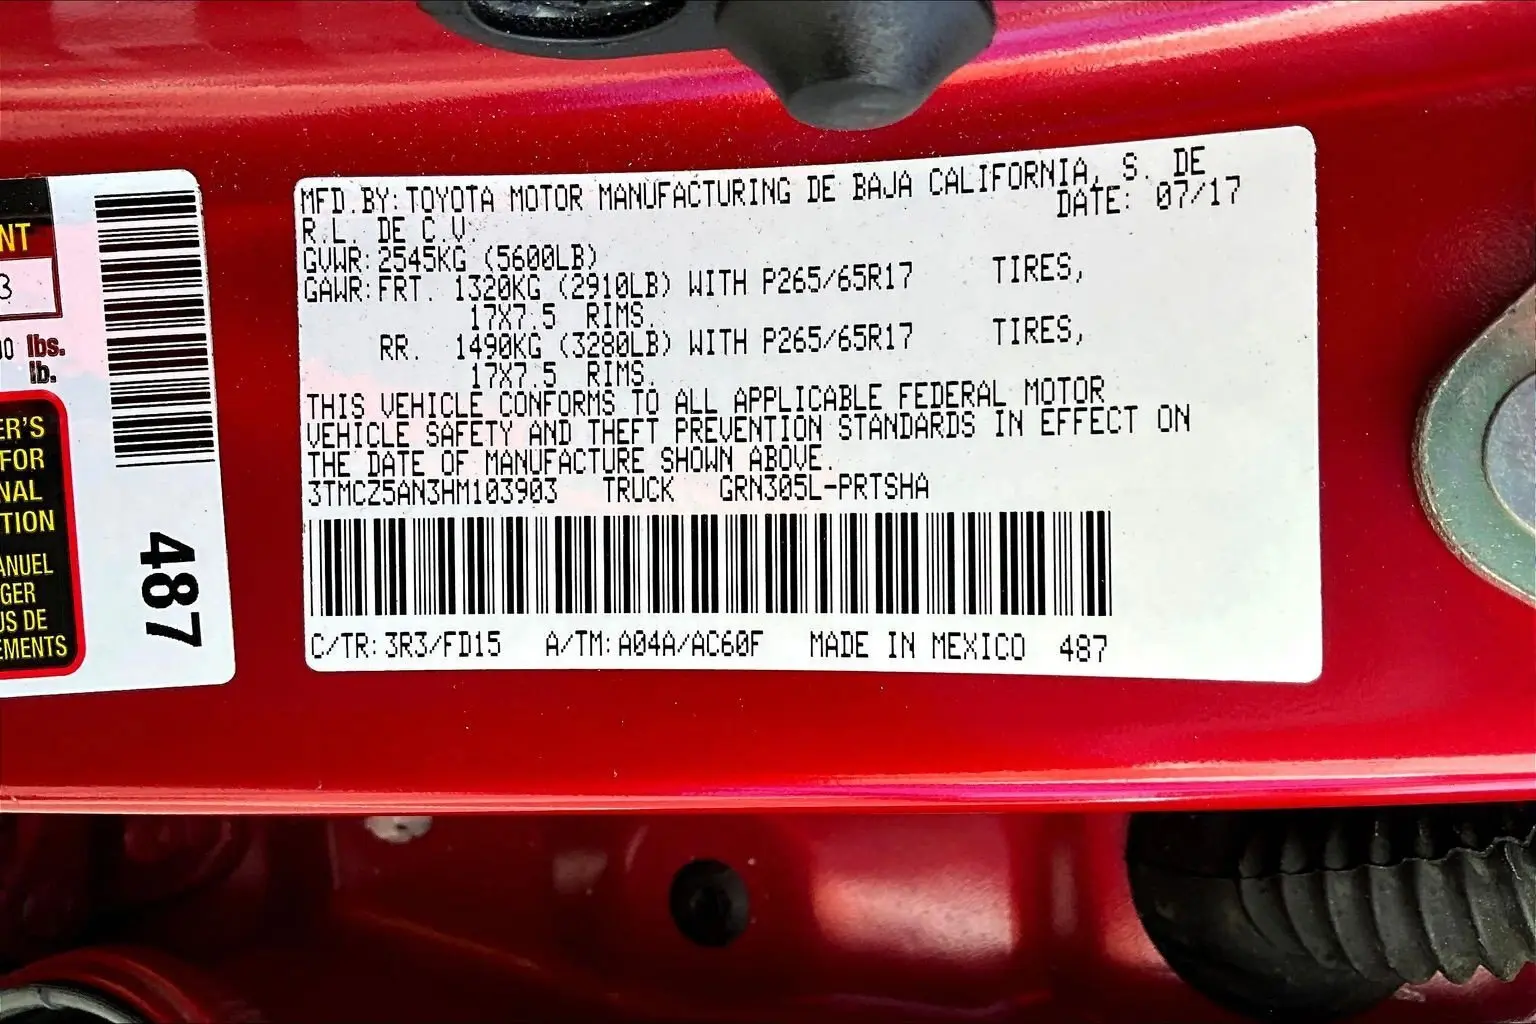 MFD.BY:TOYOTA MOTOR MANUFACTURING DE BAJA CALIFORNIA, S. DE
R.L. DE C.V. DATE: 07/17
GVWR:2545KG (5600LB)
GAWR:FRT. 1320KG (2910LB) WITH P265/65R17 TIRES,
17X7.5 RIMS.
RR. 1490KG (3280LB) WITH P265/65R17 TIRES,
17X7.5 RIMS.
THIS VEHICLE CONFORMS TO ALL APPLICABLE FEDERAL MOTOR
VEHICLE SAFETY AND THEFT PREVENTION STANDARDS IN EFFECT ON
THE DATE OF MANUFACTURE SHOWN ABOVE.
3TMCZ5AN3HM103903 TRUCK GRN305L-PRTSHA
C/TR:3R3/FD15 A/TM:A04A/AC60F MADE IN MEXICO 487
NT
3
lbs.
lb.
ER'S
FOR
NAL
TION
ANUEL
GER
US DE
EMENTS
487